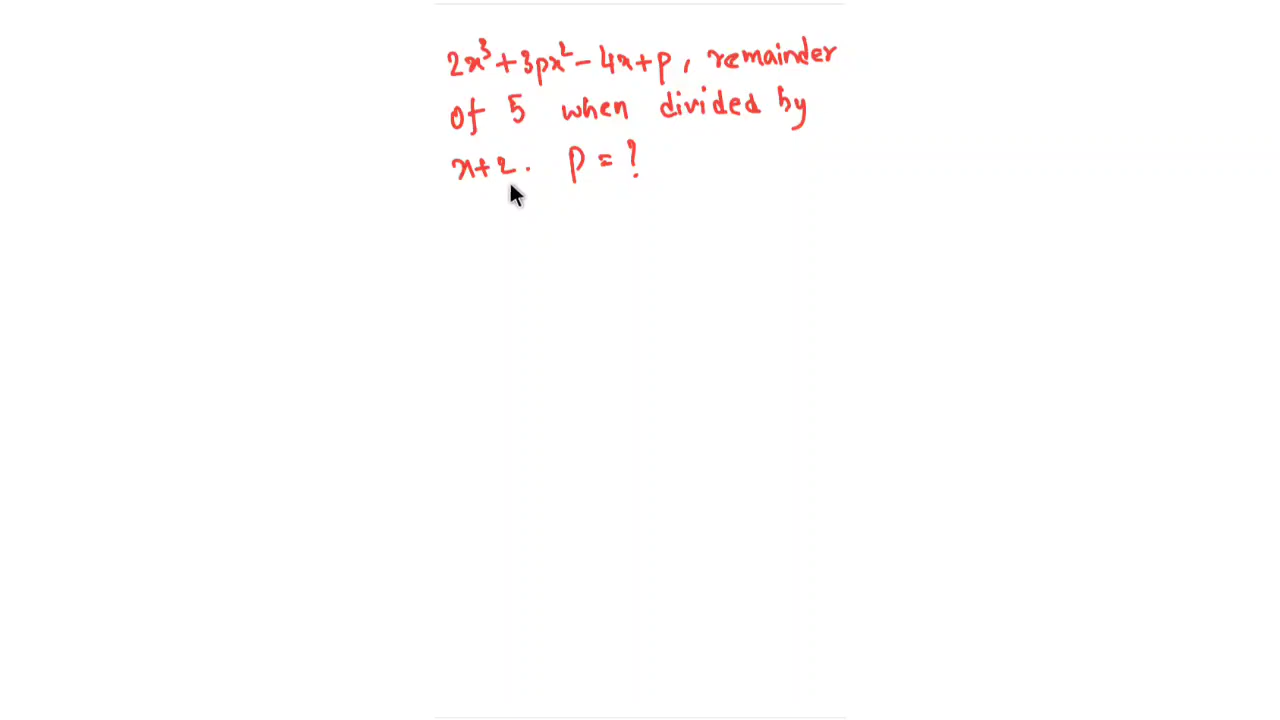 2x³ + 3px² - 4x + p, remainder
of 5 when divided by
x + 2. p = ?